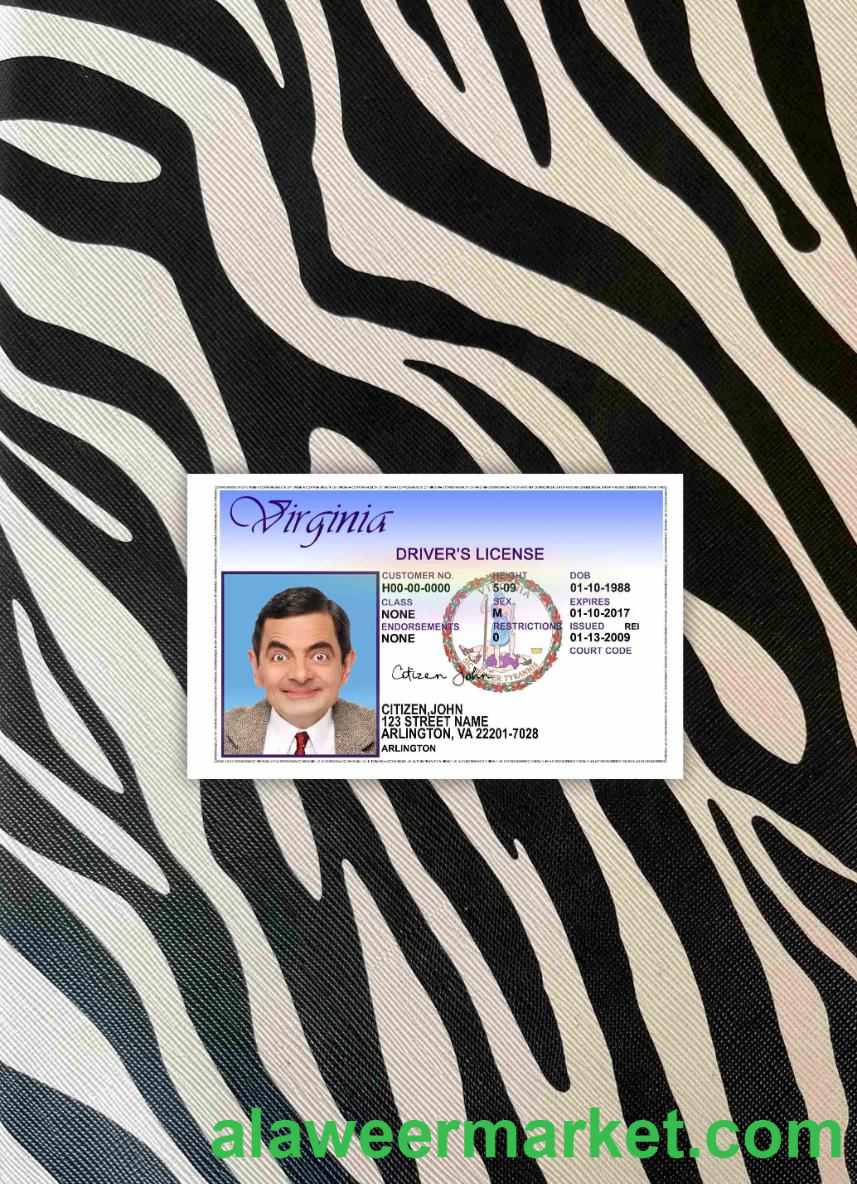 Virginia
DRIVER'S LICENSE
CUSTOMER NO. HEIGHT DOB
H00-00-0000 5-09 01-10-1988
CLASS SEX EXPIRES
NONE M 01-10-2017
ENDORSEMENTS RESTRICTIONS ISSUED REI
NONE 0 01-13-2009
COURT CODE
Citizen John
CITIZEN,JOHN
123 STREET NAME
ARLINGTON, VA 22201-7028
ARLINGTON
VIRGINIA
alaweermarket.com